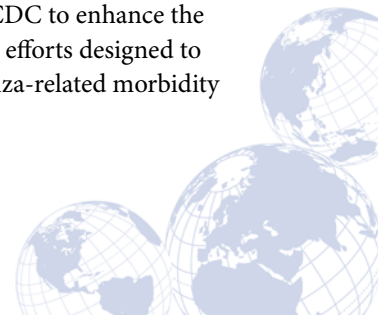 CDC to enhance the
efforts designed to
za-related morbidity